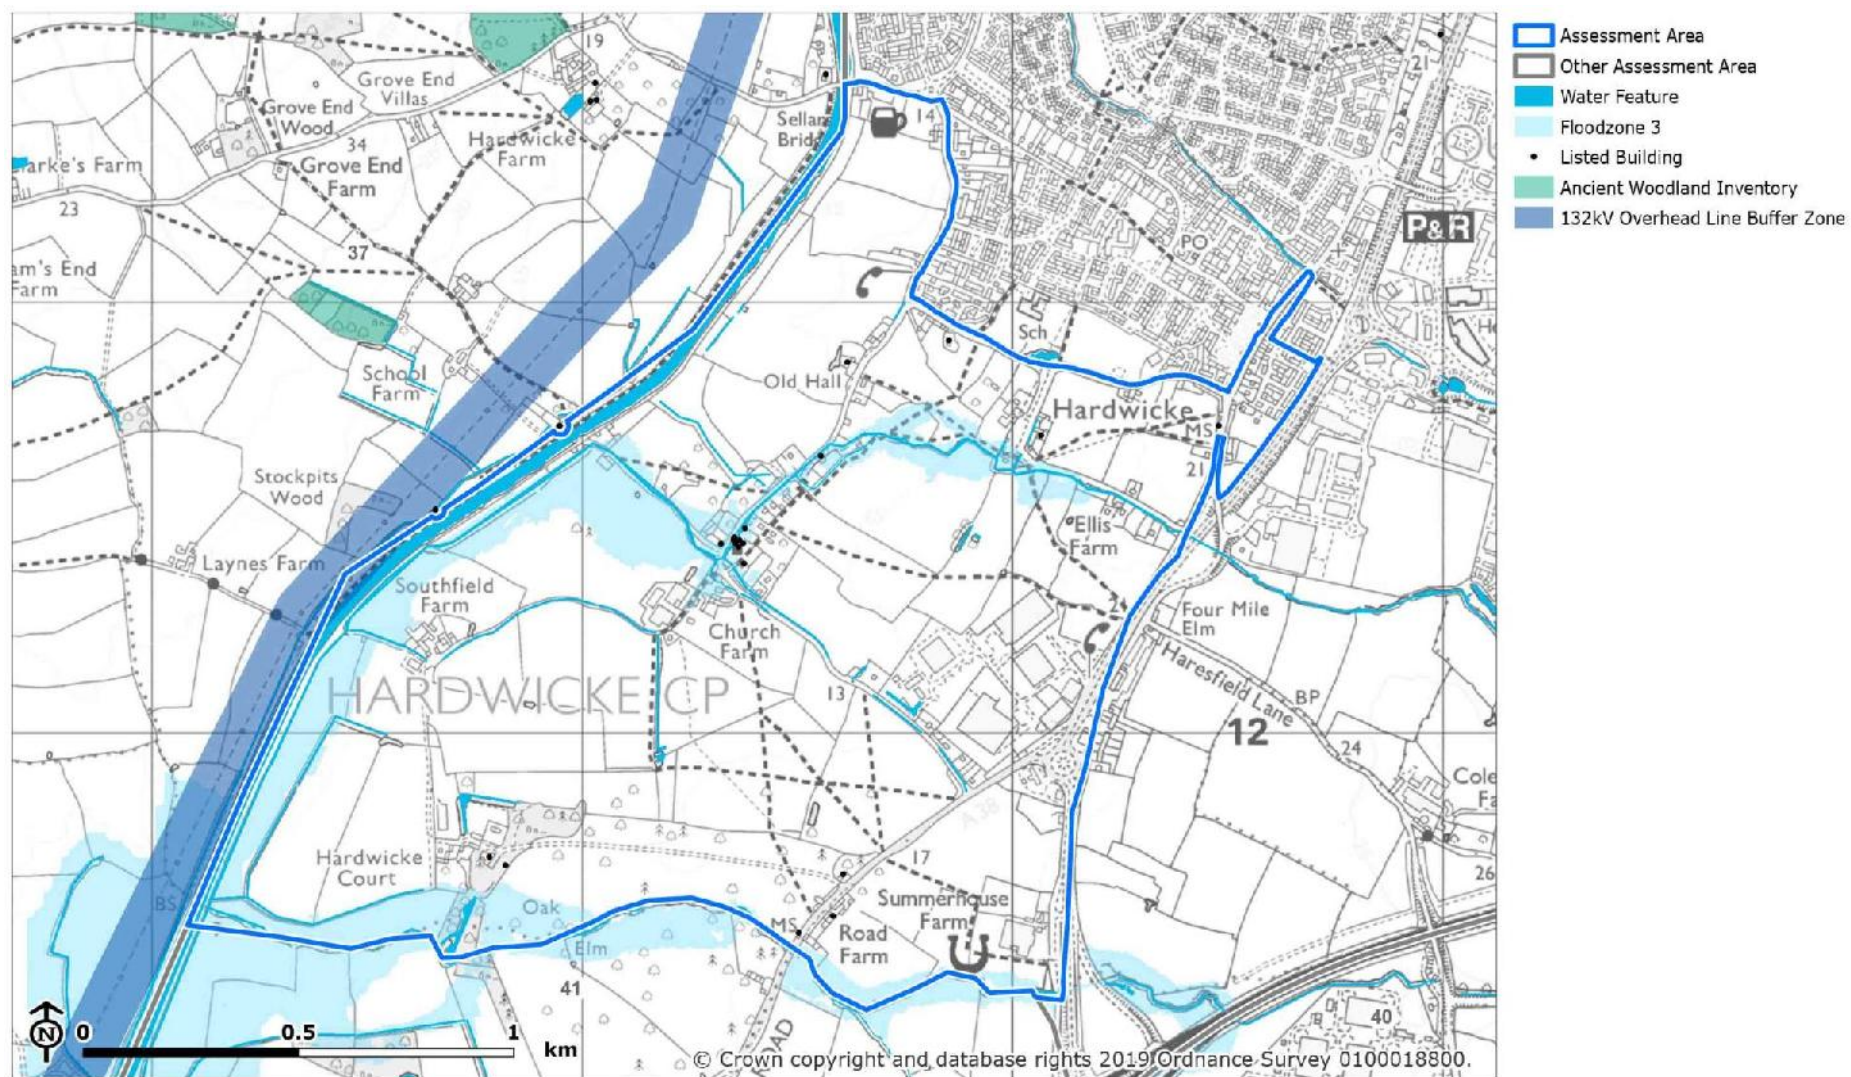 Assessment Area
Other Assessment Area
Water Feature
Floodzone 3
Listed Building
Ancient Woodland Inventory
132kV Overhead Line Buffer Zone
19
Grove End
Villas
Grove End
Wood
34
Grove End
Farm
Hardwicke
Farm
arke's Farm
23
37
am's End
Farm
14
21
P&R
PO
Sch
School
Farm
Old Hall
Hardwicke
MS
21
Stockpits
Wood
Laynes Farm
Southfield
Farm
Ellis
Farm
Church
Farm
Four Mile
Elm
Haresfield Lane
BP
12
24
HARDWICKE CP
13
A 38
Cole
Fa
26
Hardwicke
Court
17
Summerhouse
Farm
BS
Oak
Elm
MS
Road
Farm
41
40
N
0
0.5
1
km
OAD
© Crown copyright and database rights 2019 Ordnance Survey 0100018800.